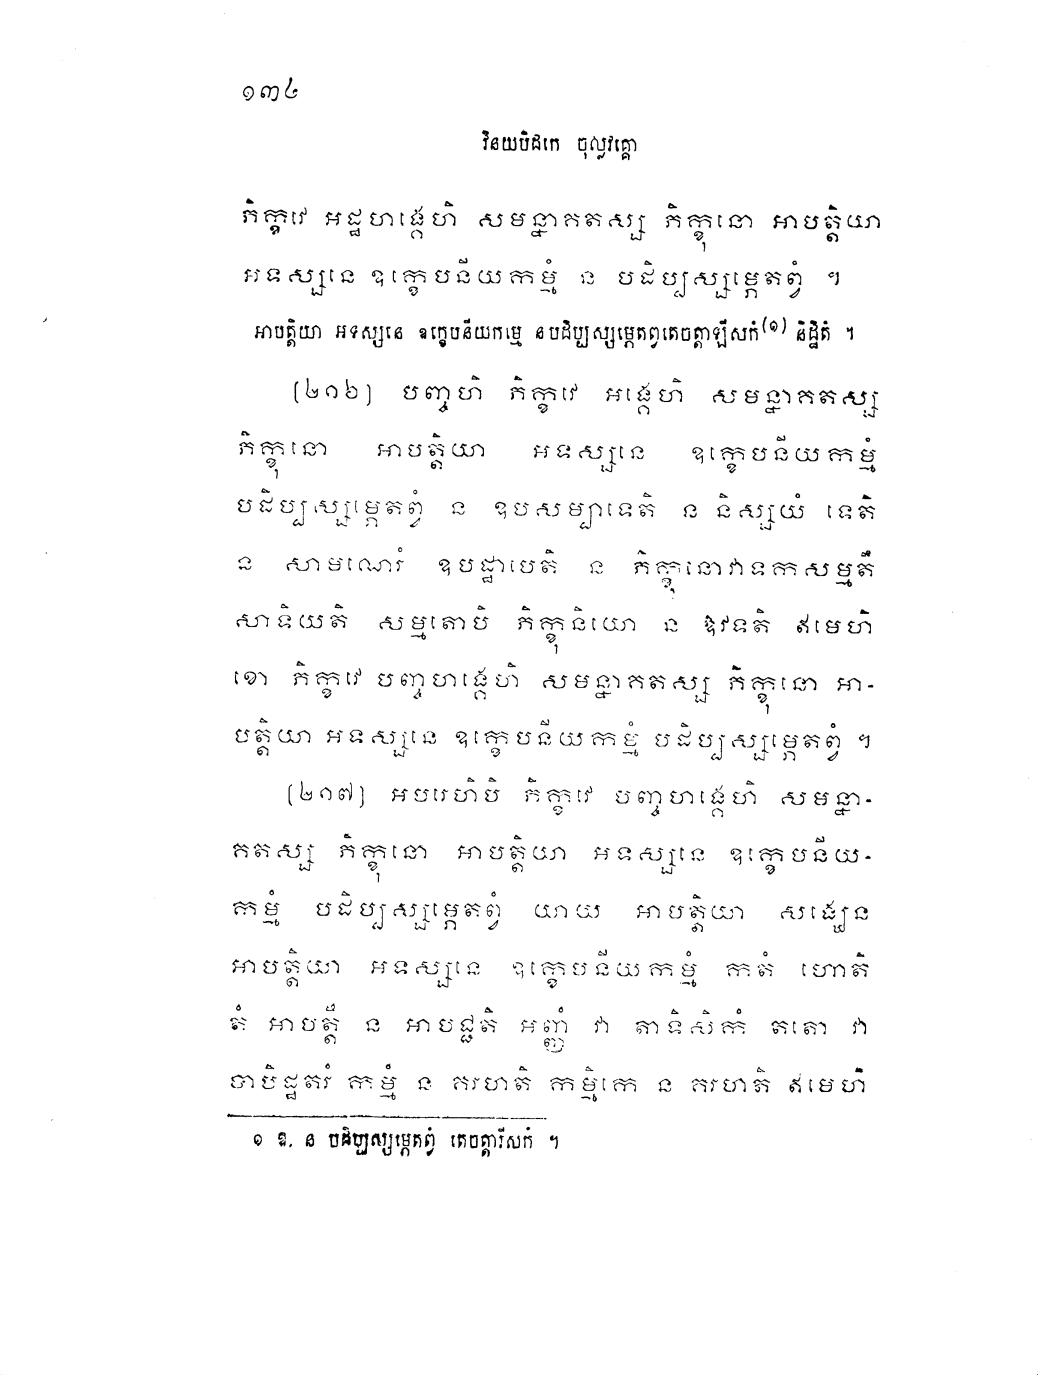 ១៣៤
វិនយបិដកេ ចុល្លវគ្គោ
ភិក្ខវេ អដ្ឋហង្គេហិ សមន្នាគតស្ស ភិក្ខុនោ អាបត្តិយា
អទស្សនេ ឧក្ខេបនីយកម្មំ ន បដិប្បស្សម្ភេតព្វំ ។
អាបត្តិយា អទស្សនេ ឧក្ខេបនីយកម្មេ នបដិប្បស្សម្ភេតព្វតេចត្តាឡីសកំ(១) និដ្ឋិតំ ។
(២១៦) បញ្ចហិ ភិក្ខវេ អង្គេហិ សមន្នាគតស្ស
ភិក្ខុនោ អាបត្តិយា អទស្សនេ ឧក្ខេបនីយកម្មំ
បដិប្បស្សម្ភេតព្វំ ន ឧបសម្បាទេតិ ន និស្សយំ ទេតិ
ន សាមណេរំ ឧបដ្ឋាបេតិ ន ភិក្ខុនោវាទកសម្មតឹ
សាទិយតិ សម្មតោបិ ភិក្ខុនិយោ ន ឱវទតិ ឥមេហិ
ខោ ភិក្ខវេ បញ្ចហង្គេហិ សមន្នាគតស្ស ភិក្ខុនោ អា-
បត្តិយា អទស្សនេ ឧក្ខេបនីយកម្មំ បដិប្បស្សម្ភេតព្វំ ។
(២១៧) អបរេហិបិ ភិក្ខវេ បញ្ចហង្គេហិ សមន្នា-
គតស្ស ភិក្ខុនោ អាបត្តិយា អទស្សនេ ឧក្ខេបនីយ-
កម្មំ បដិប្បស្សម្ភេតព្វំ យាយ អាបត្តិយា សង្ឃេន
អាបត្តិយា អទស្សនេ ឧក្ខេបនីយកម្មំ កតំ ហោតិ
តំ អាបត្តឹ ន អាបជ្ជតិ អញ្ញំ វា តាទិសិកំ តតោ វា
បាបិដ្ឋតរំ កម្មំ ន គរហតិ កម្មិកេ ន គរហតិ ឥមេហិ
១ ឱ. ន បដិប្បស្សម្ភេតព្វំ តេចត្តារីសកំ ។